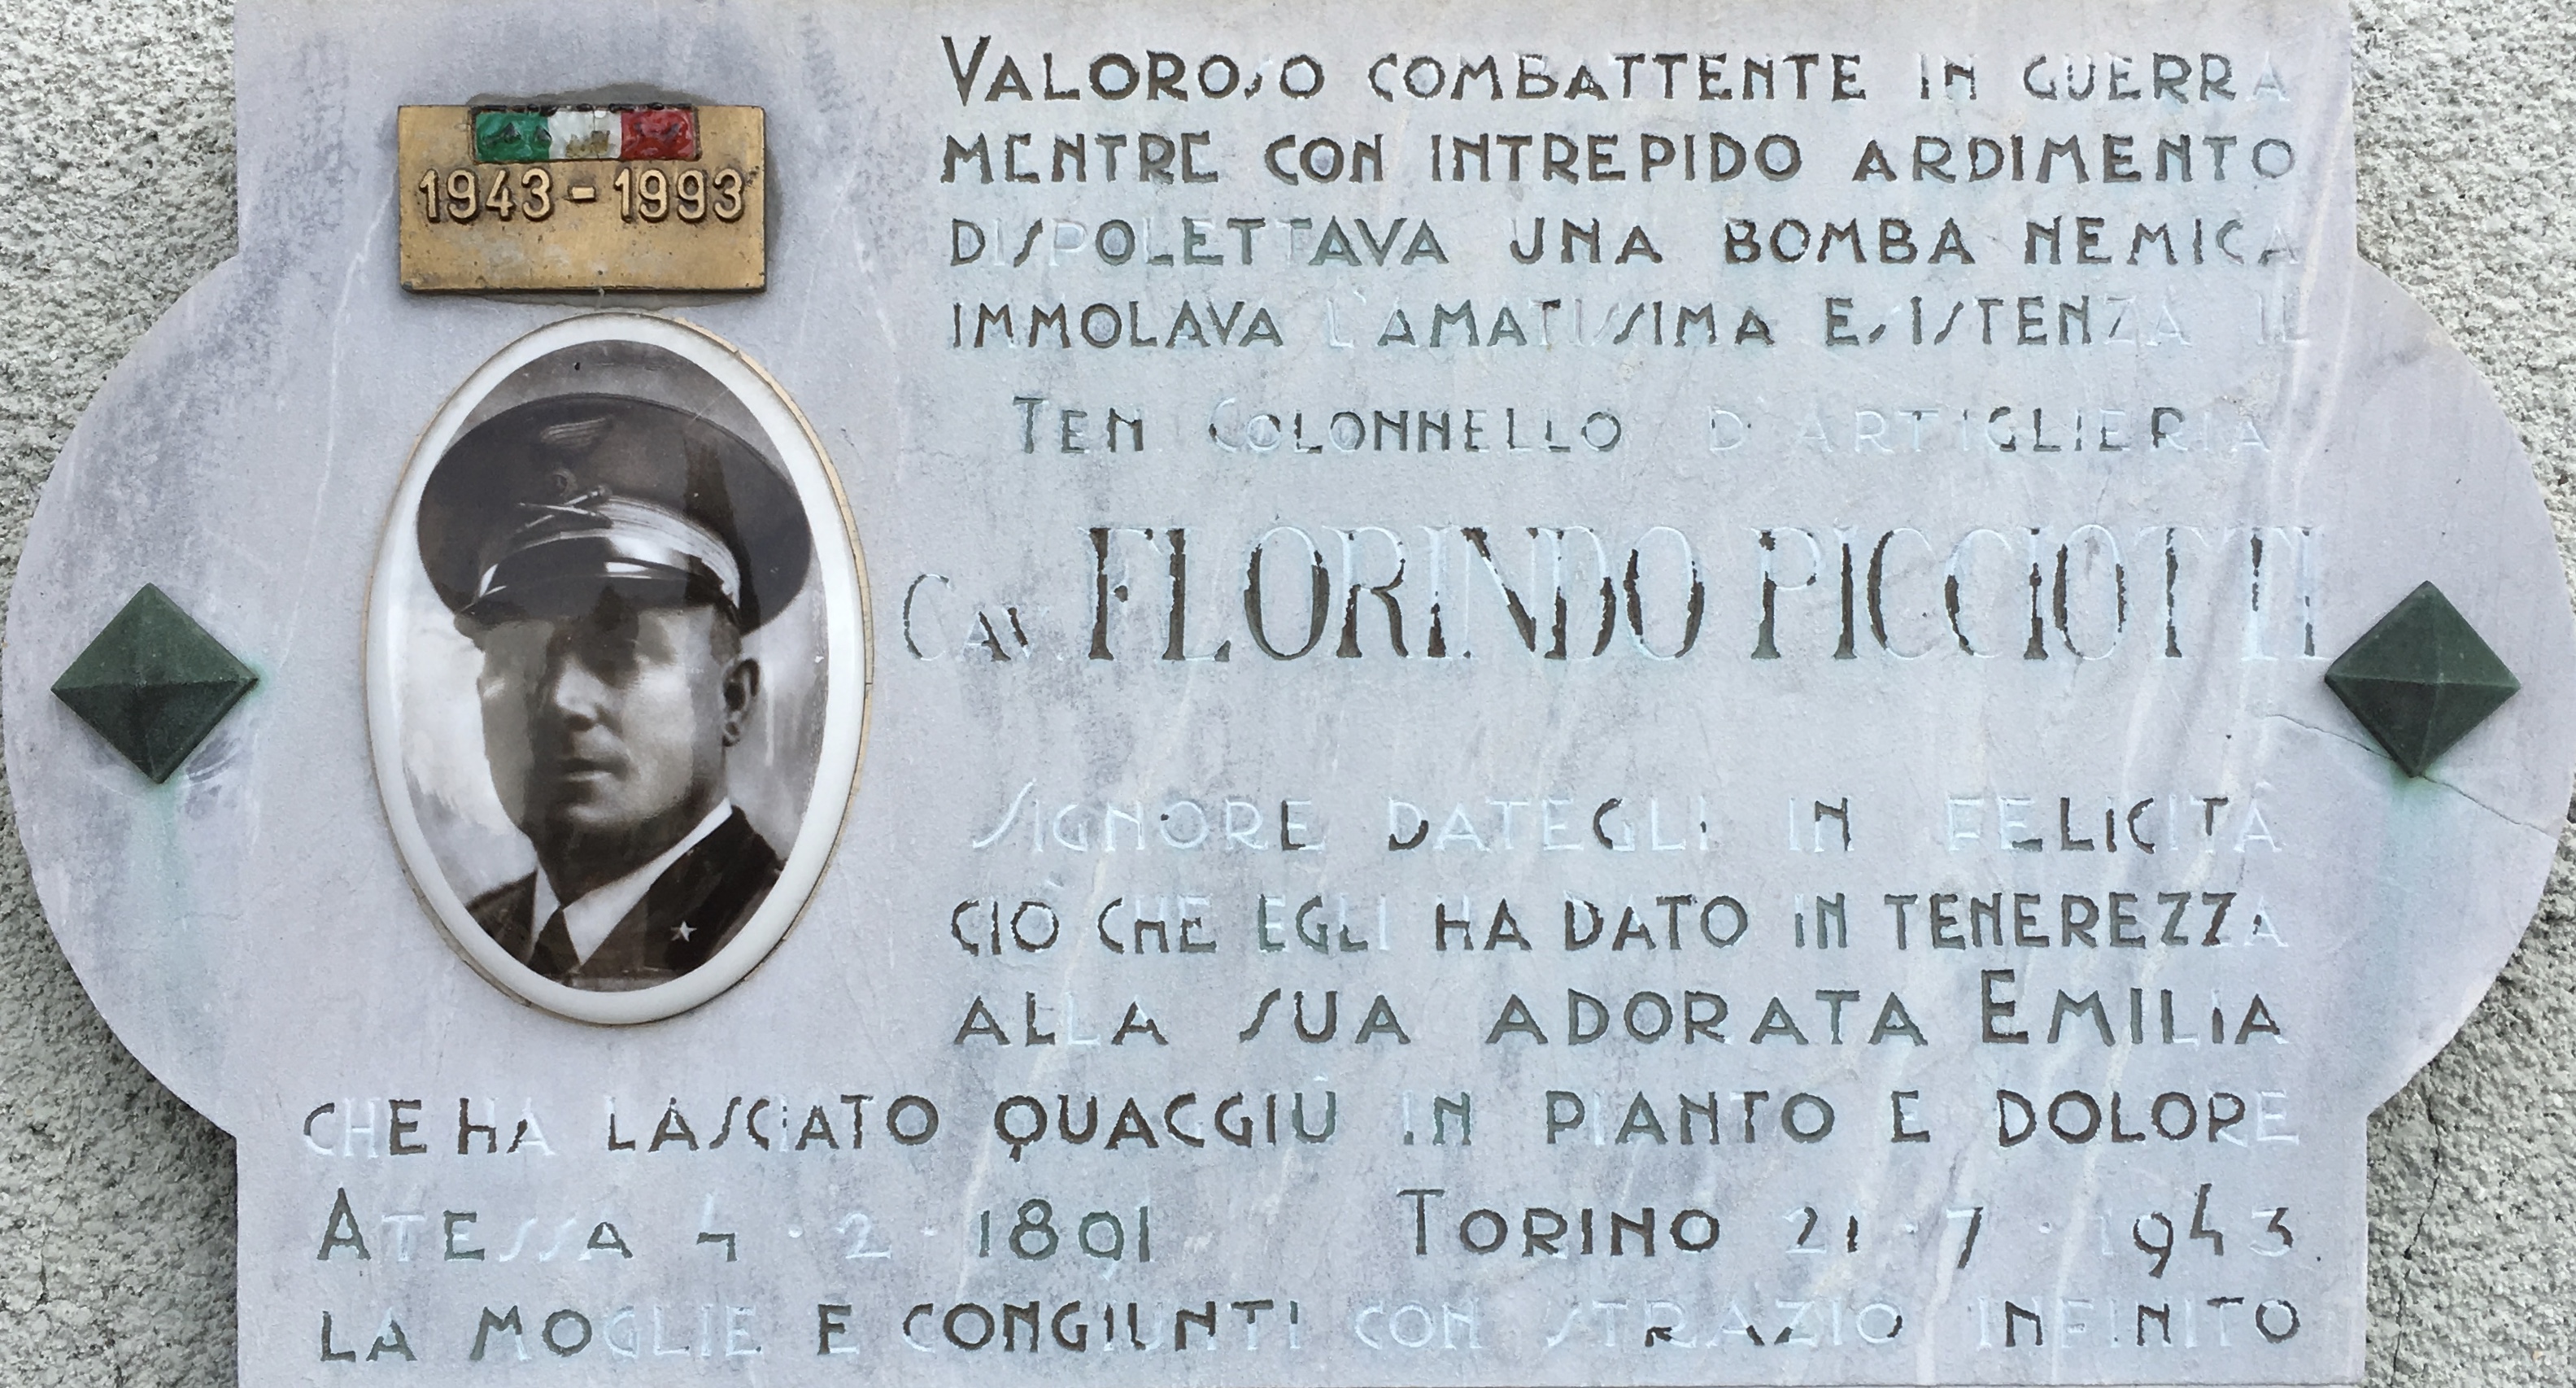 1943-1993
VALOROSO COMBATTENTE IN GUERRA
MENTRE CON INTREPIDO ARDIMENTO
DISPOLETTAVA UNA BOMBA NEMICA
IMMOLAVA L'AMATISSIMA ESISTENZA IL
TEN COLONNELLO D'ARTIGLIERIA
CAV. FLORINDO PICCIOTTI
SIGNORE DATEGLI IN FELICITÀ
CIÒ CHE EGLI HA DATO IN TENEREZZA
ALLA SUA ADORATA EMILIA
CHE HA LASCIATO QUAGGIÙ IN PIANTO E DOLORE
ATESSA 4·2·1891 TORINO 21·7·1943
LA MOGLIE E CONGIUNTI CON STRAZIO INFINITO